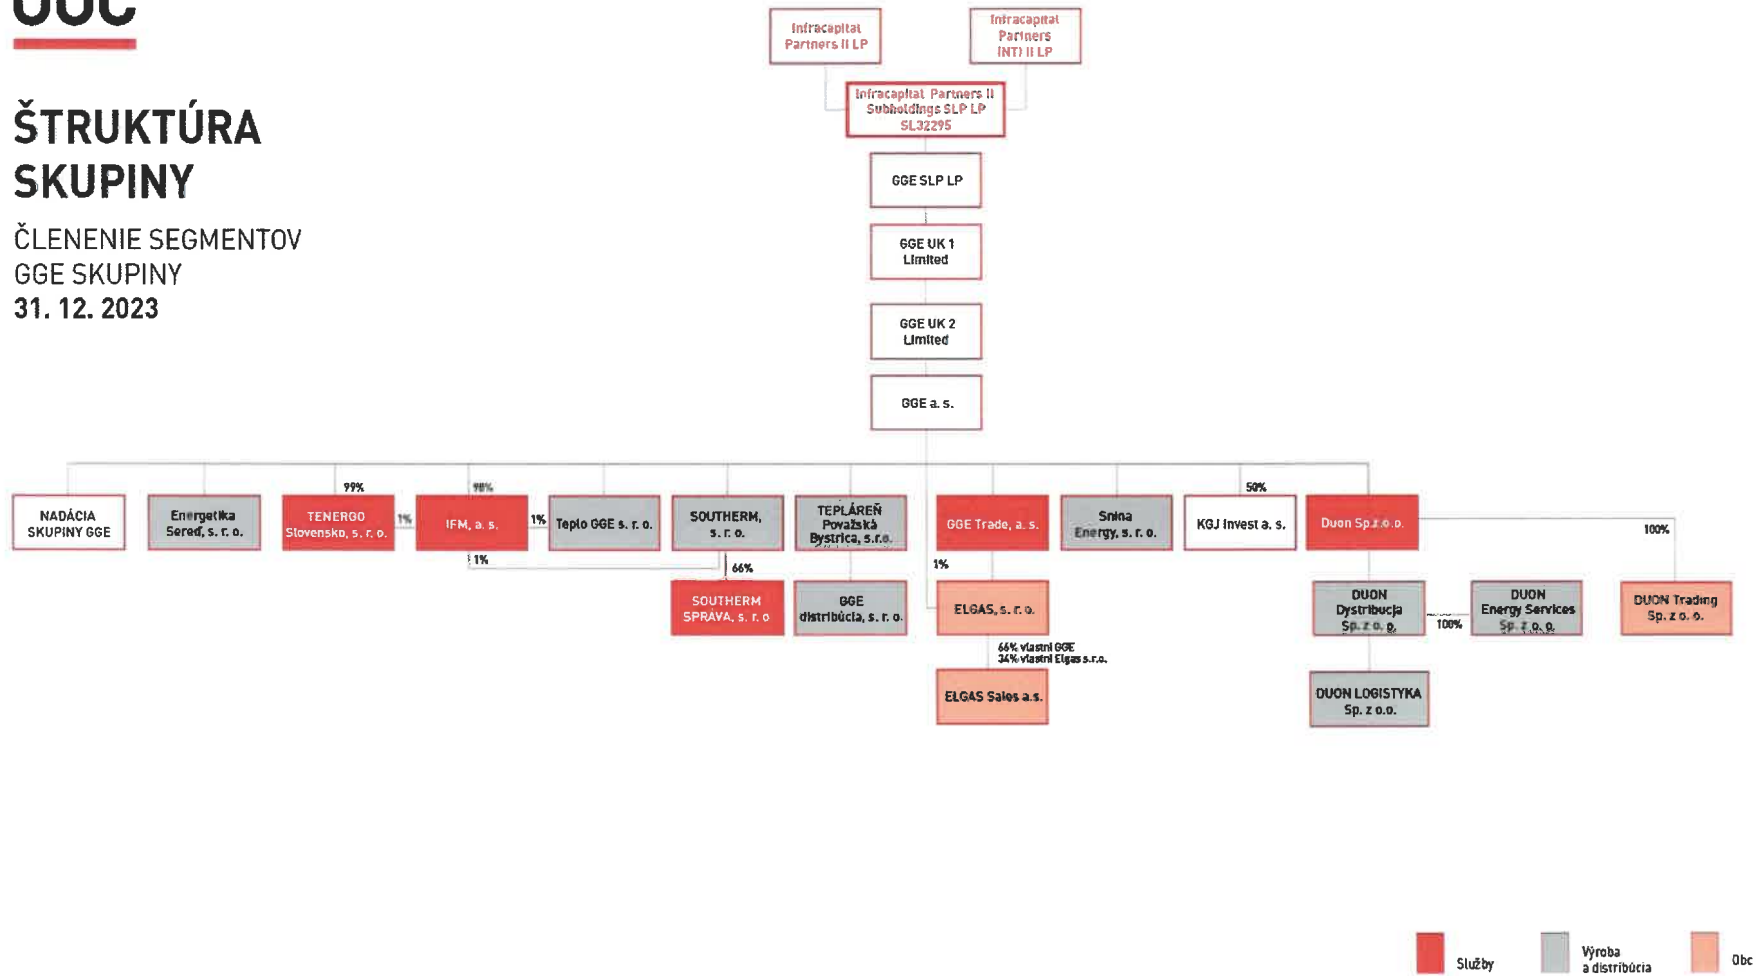 ŠTRUKTÚRA
SKUPINY
ČLENENIE SEGMENTOV
GGE SKUPINY
31. 12. 2023
Infracapital
Partners II LP
Infracapital
Partners
(NT) II LP
Infracapital Partners II
Subholdings SLP LP
SL32295
GGE SLP LP
GGE UK 1
Limited
GGE UK 2
Limited
GGE a. s.
99%
98%
50%
NADÁCIA
SKUPINY GGE
Energetika
Sereď, s. r. o.
TENERGO
Slovensko, s. r. o.
1%
IFM, a. s.
1%
Teplo GGE s. r. o.
SOUTHERM,
s. r. o.
TEPLÁREŇ
Považská
Bystrica, s.r.o.
GGE Trade, a. s.
Snina
Energy, s. r. o.
KGJ Invest a. s.
Duon Sp.z.o.o.
100%
1%
66%
1%
SOUTHERM
SPRÁVA, s. r. o
GGE
distribúcia, s. r. o.
ELGAS, s. r. o.
DUON
Dystrybucja
Sp. z o. o.
100%
DUON
Energy Services
Sp. z o. o.
DUON Trading
Sp. z o. o.
66% vlastní GGE
34% vlastní Elgas s.r.o.
ELGAS Sales a.s.
DUON LOGISTYKA
Sp. z o.o.
Služby
Výroba
a distribúcia
Obc